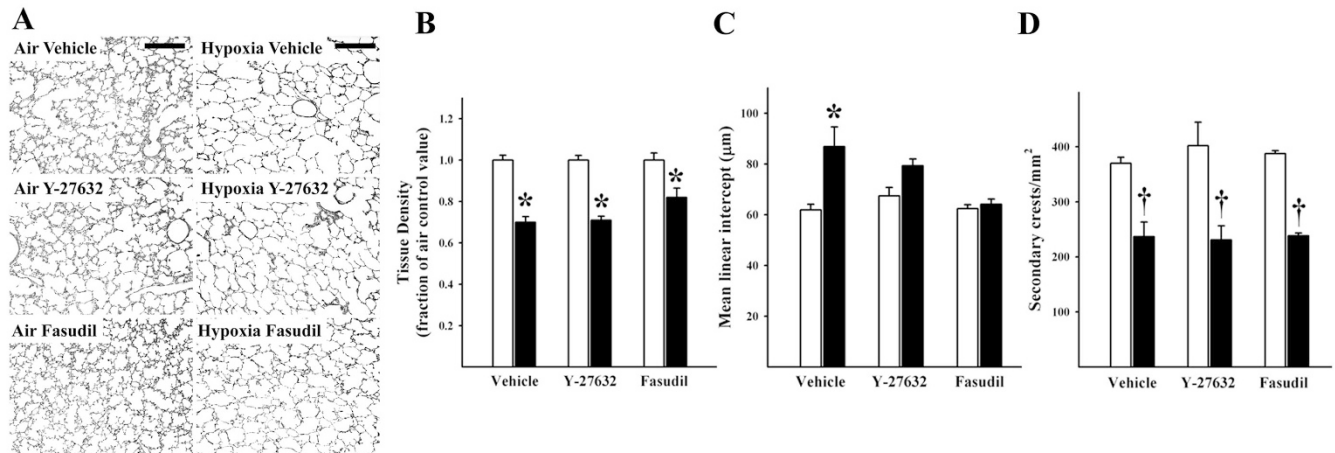 A
Air Vehicle
Hypoxia Vehicle
Air Y-27632
Hypoxia Y-27632
Air Fasudil
Hypoxia Fasudil
B
Tissue Density
(fraction of air control value)
1.2
1.0
0.8
0.6
0.4
0.2
*
*
*
Vehicle
Y-27632
Fasudil
C
Mean linear intercept (μm)
100
80
60
40
20
*
Vehicle
Y-27632
Fasudil
D
Secondary crests/mm²
400
300
200
100
†
†
†
Vehicle
Y-27632
Fasudil